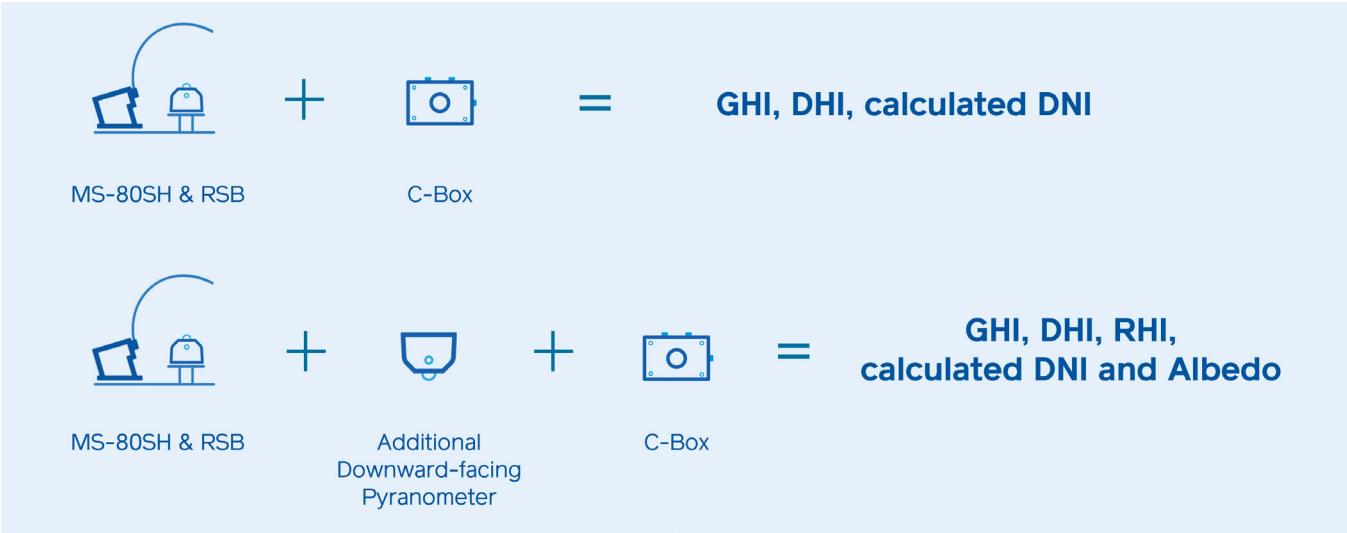 GHI, DHI, calculated DNI
MS-80SH & RSB
C-Box
GHI, DHI, RHI,
calculated DNI and Albedo
MS-80SH & RSB
Additional
Downward-facing
Pyranometer
C-Box